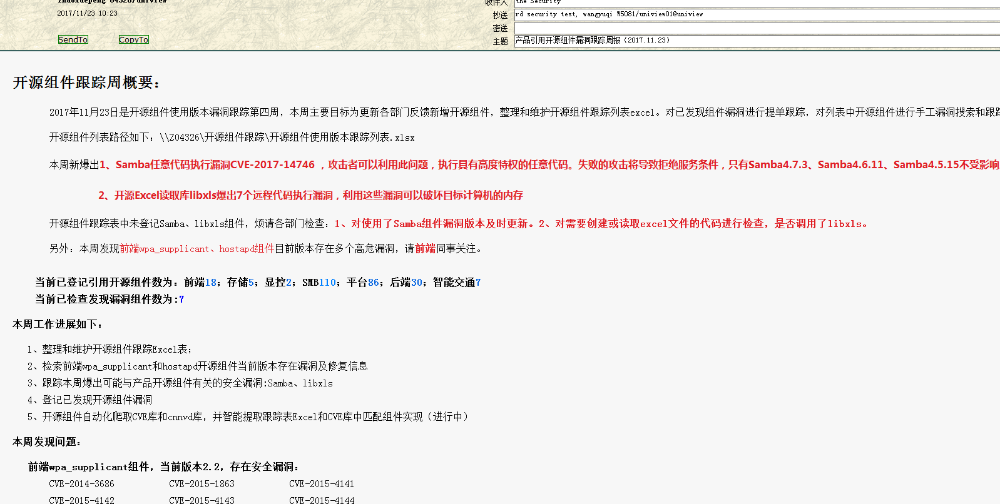 zhaoxuepeng 04326/uniview
2017/11/23 10:23
SendTo CopyTo
收件人 the Security
抄送 rd security test, wangyuqi W5081/uniview01@uniview
密送
主题 产品引用开源组件漏洞跟踪周报（2017.11.23）
开源组件跟踪周概要：
2017年11月23日是开源组件使用版本漏洞跟踪第四周，本周主要目标为更新各部门反馈新增开源组件，整理和维护开源组件跟踪列表excel。对已发现组件漏洞进行提单跟踪，对列表中开源组件进行手工漏洞搜索和跟踪
开源组件列表路径如下：\\Z04326\开源组件跟踪\开源组件使用版本跟踪列表.xlsx
本周新爆出1、Samba任意代码执行漏洞CVE-2017-14746 ，攻击者可以利用此问题，执行具有高度特权的任意代码。失败的攻击将导致拒绝服务条件，只有Samba4.7.3、Samba4.6.11、Samba4.5.15不受影响
2、开源Excel读取库libxls爆出7个远程代码执行漏洞，利用这些漏洞可以破坏目标计算机的内存
开源组件跟踪表中未登记Samba、libxls组件，烦请各部门检查：1、对使用了Samba组件漏洞版本及时更新。2、对需要创建或读取excel文件的代码进行检查，是否调用了libxls。
另外：本周发现前端wpa_supplicant、hostapd组件目前版本存在多个高危漏洞，请前端同事关注。
当前已登记引用开源组件数为：前端18；存储5；显控2；SMB110；平台86；后端30；智能交通7
当前已检查发现漏洞组件数为:7
本周工作进展如下：
1、整理和维护开源组件跟踪Excel表；
2、检索前端wpa_supplicant和hostapd开源组件当前版本存在漏洞及修复信息
3、跟踪本周爆出可能与产品开源组件有关的安全漏洞:Samba、libxls
4、登记已发现开源组件漏洞
5、开源组件自动化爬取CVE库和cnnvd库，并智能提取跟踪表Excel和CVE库中匹配组件实现（进行中）
本周发现问题：
前端wpa_supplicant组件，当前版本2.2，存在安全漏洞：
CVE-2014-3686 CVE-2015-1863 CVE-2015-4141
CVE-2015-4142 CVE-2015-4143 CVE-2015-4144